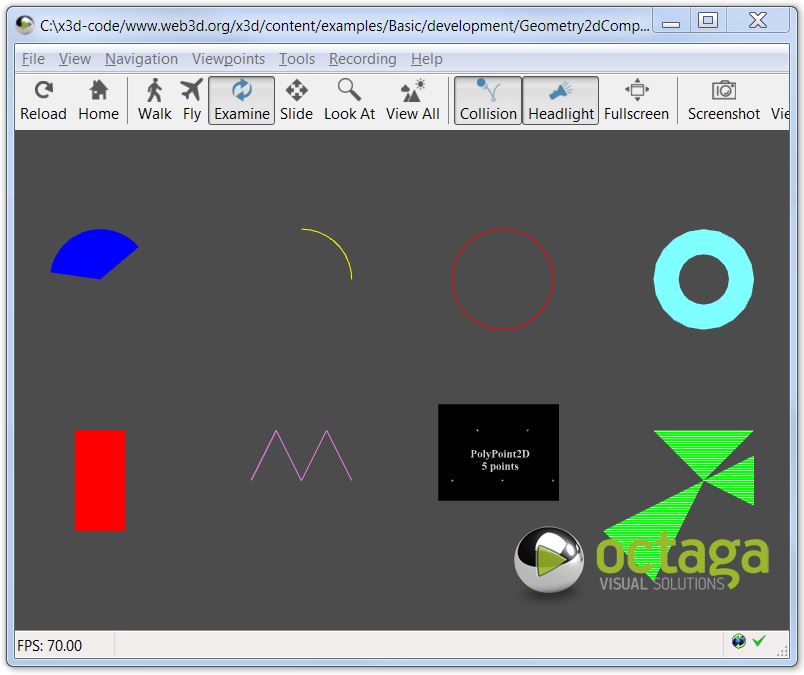 C:\x3d-code/www.web3d.org/x3d/content/examples/Basic/development/Geometry2dComp...
File View Navigation Viewpoints Tools Recording Help
Reload Home Walk Fly Examine Slide Look At View All Collision Headlight Fullscreen Screenshot Vie
PolyPoint2D
5 points
octaga
VISUAL SOLUTIONS
FPS: 70.00